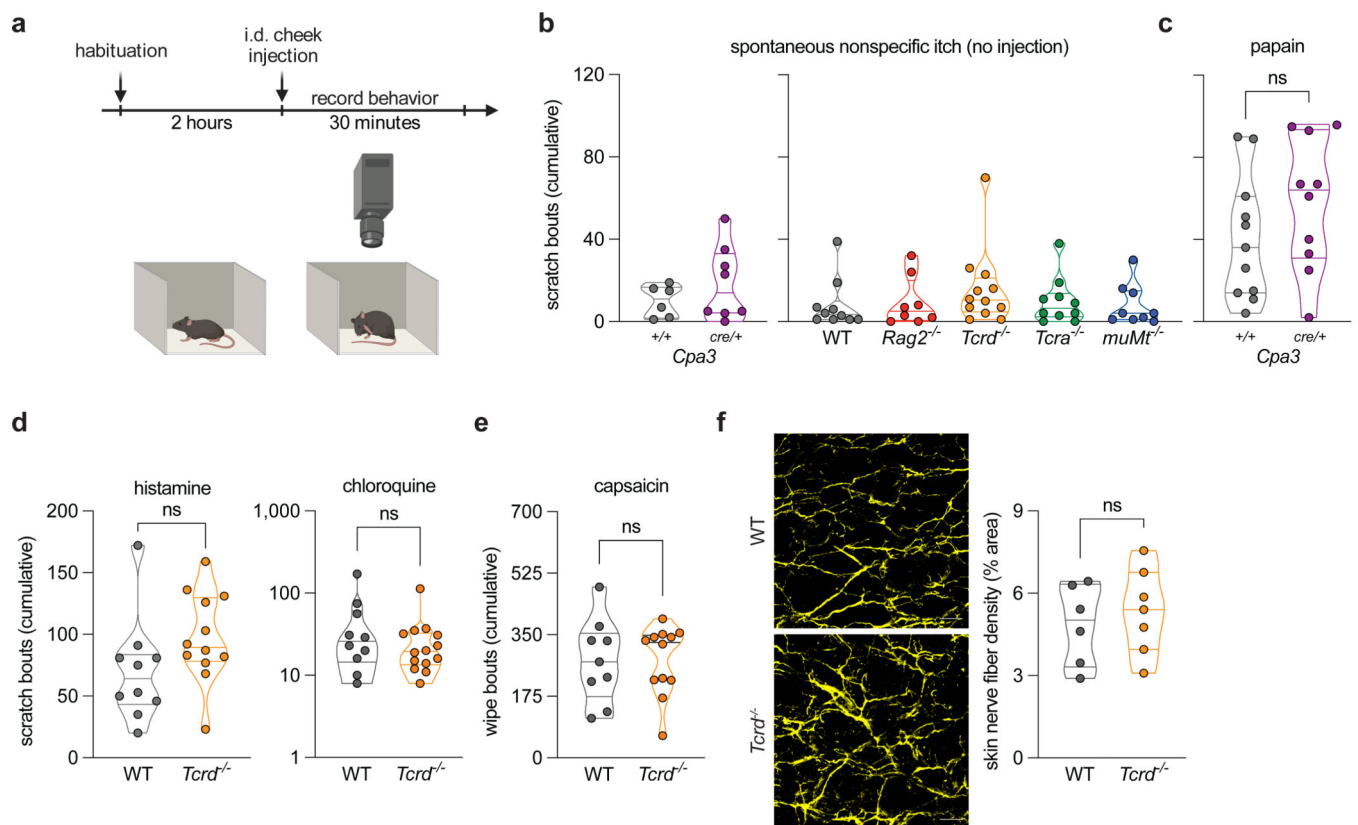 a
habituation
i.d. cheek
injection
record behavior
2 hours
30 minutes
b
spontaneous nonspecific itch (no injection)
scratch bouts (cumulative)
120
80
40
0
+/+
cre/+
Cpa3
WT
Rag2-/-
Tcrd-/-
Tcra-/-
muMt-/-
c
papain
ns
+/+
cre/+
Cpa3
d
histamine
ns
scratch bouts (cumulative)
200
150
100
50
0
WT
Tcrd-/-
chloroquine
ns
1,000
100
10
1
WT
Tcrd-/-
e
capsaicin
ns
wipe bouts (cumulative)
700
525
350
175
0
WT
Tcrd-/-
f
WT
Tcrd-/-
ns
skin nerve fiber density (% area)
9
6
3
0
WT
Tcrd-/-